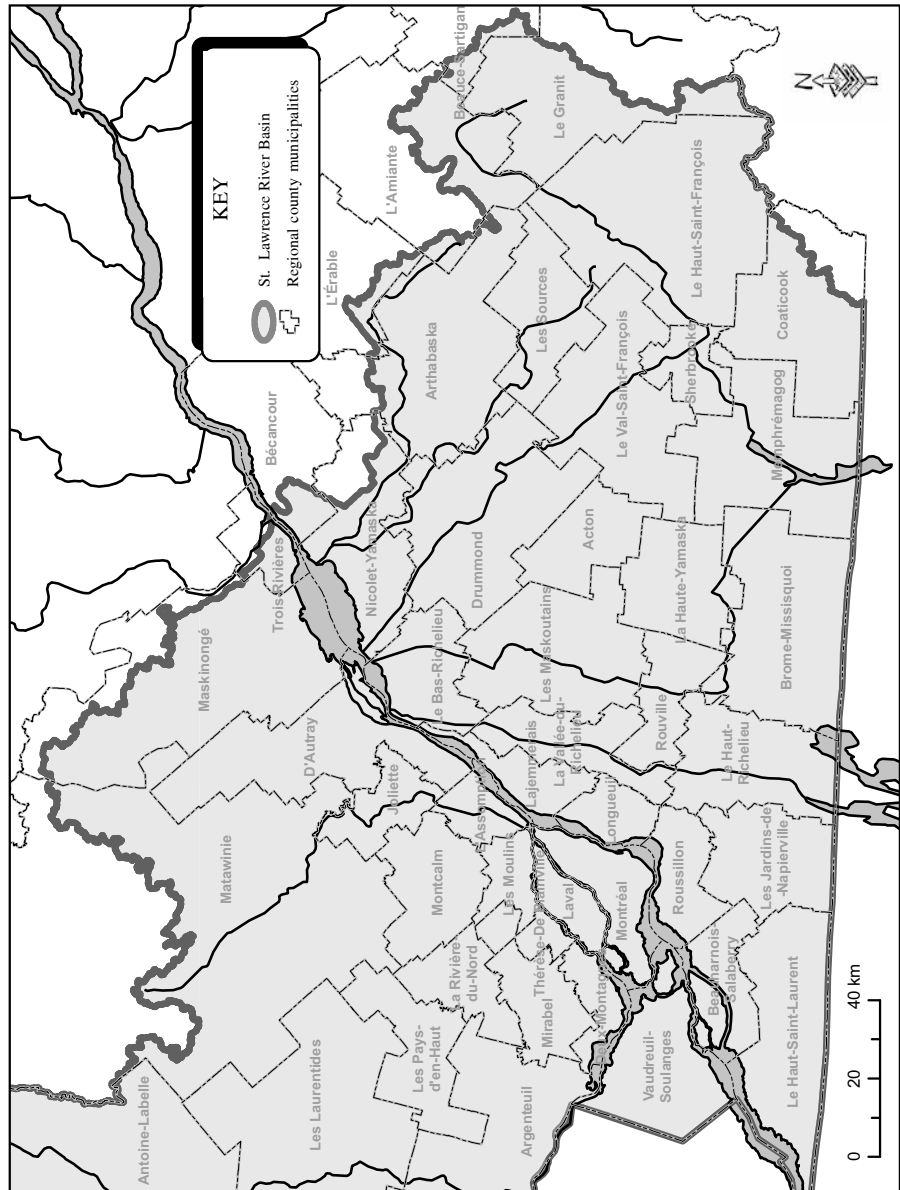 KEY
St. Lawrence River Basin
Regional county municipalities
N
Beauce-Sartigan
Le Granit
L'Amiante
L'Érable
Le Haut-Saint-François
Les Sources
Arthabaska
Coaticook
Sherbrooke
Le Val-Saint-François
Bécancour
Memphrémagog
Nicolet-Yamaska
Acton
Drummond
Trois-Rivières
La Haute-Yamaska
Brome-Missisquoi
Maskinongé
Les Maskoutains
Le Bas-Richelieu
Rouville
La Vallée-du-
Richelieu
Le Haut-
Richelieu
D'Autray
Lajemmerais
Joliette
L'Assomption
Longueuil
Les Jardins-de
-Napierville
Roussillon
Matawinie
Montcalm
Les Moulins
Thérèse-De Blainville
Laval
Montréal
Beauharnois-
Salaberry
La Rivière
du-Nord
Mirabel
Deux-Montagnes
Le Haut-Saint-Laurent
Vaudreuil-
Soulanges
Les Pays-
d'en-Haut
Les Laurentides
Argenteuil
Antoine-Labelle
0 20 40 km